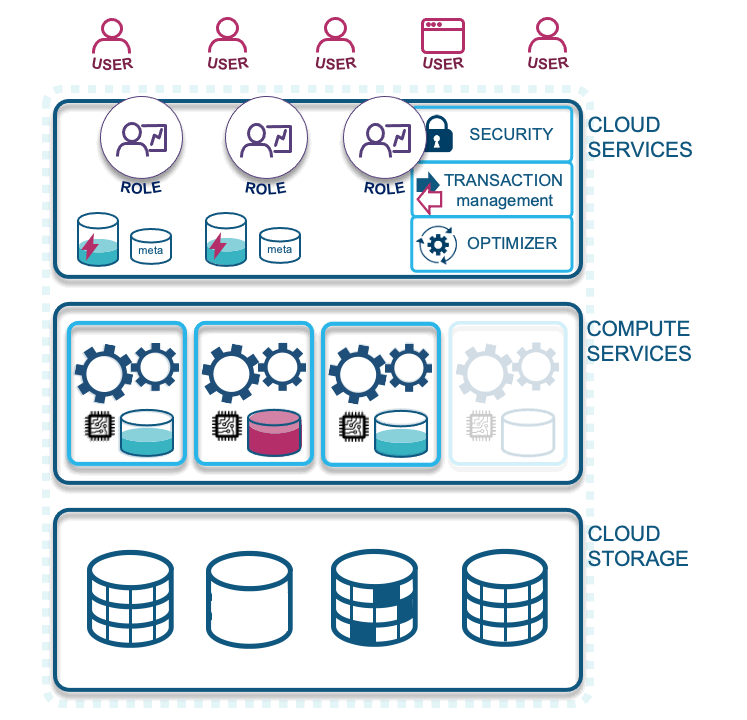 USER
USER
USER
USER
USER
CLOUD
SERVICES
ROLE
ROLE
ROLE
SECURITY
TRANSACTION
management
OPTIMIZER
meta
meta
COMPUTE
SERVICES
CLOUD
STORAGE